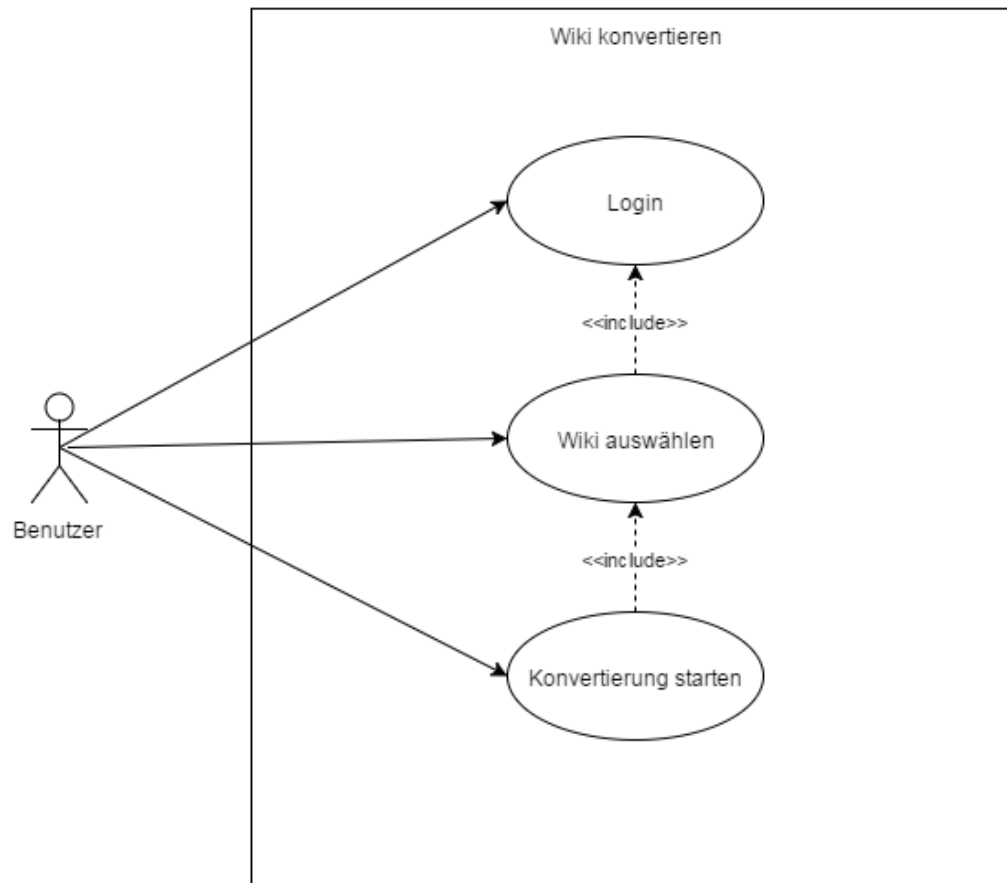 Wiki konvertieren
Login
<<include>>
Wiki auswählen
Benutzer
<<include>>
Konvertierung starten